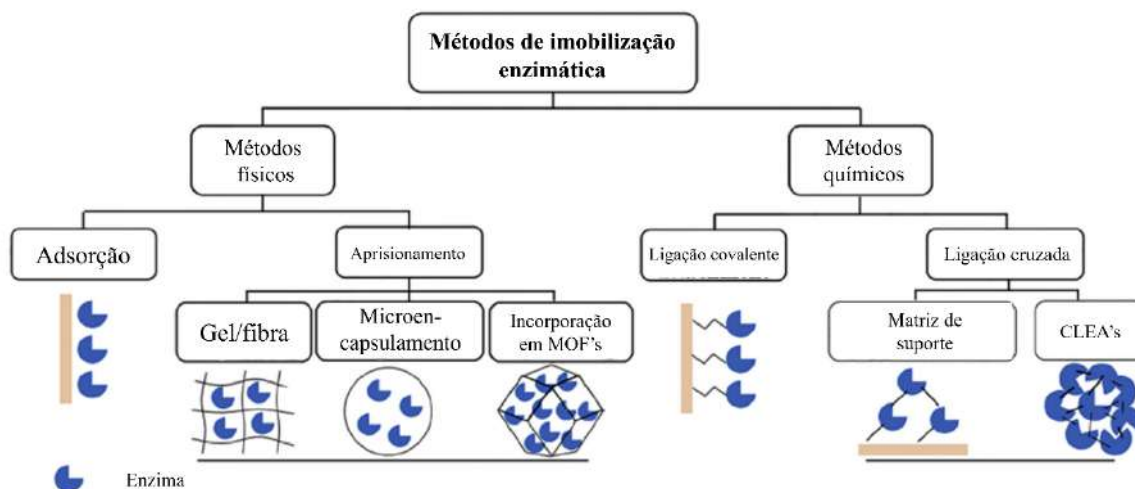 Métodos de imobilização
enzimática
Métodos
físicos
Métodos
químicos
Adsorção
Aprisionamento
Ligação covalente
Ligação cruzada
Gel/fibra
Microen-
capsulamento
Incorporação
em MOF's
Matriz de
suporte
CLEA's
Enzima